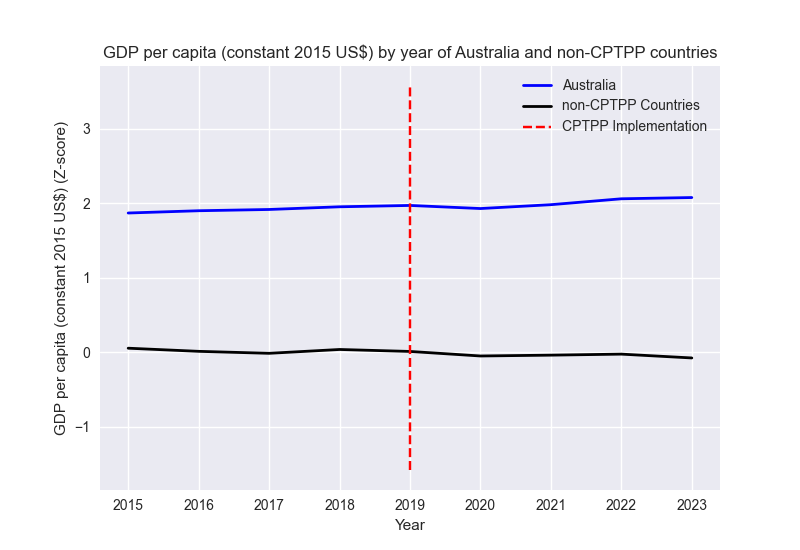 GDP per capita (constant 2015 US$) by year of Australia and non-CPTPP countries
Australia
non-CPTPP Countries
CPTPP Implementation
GDP per capita (constant 2015 US$) (Z-score)
3
2
1
0
−1
2015 2016 2017 2018 2019 2020 2021 2022 2023
Year